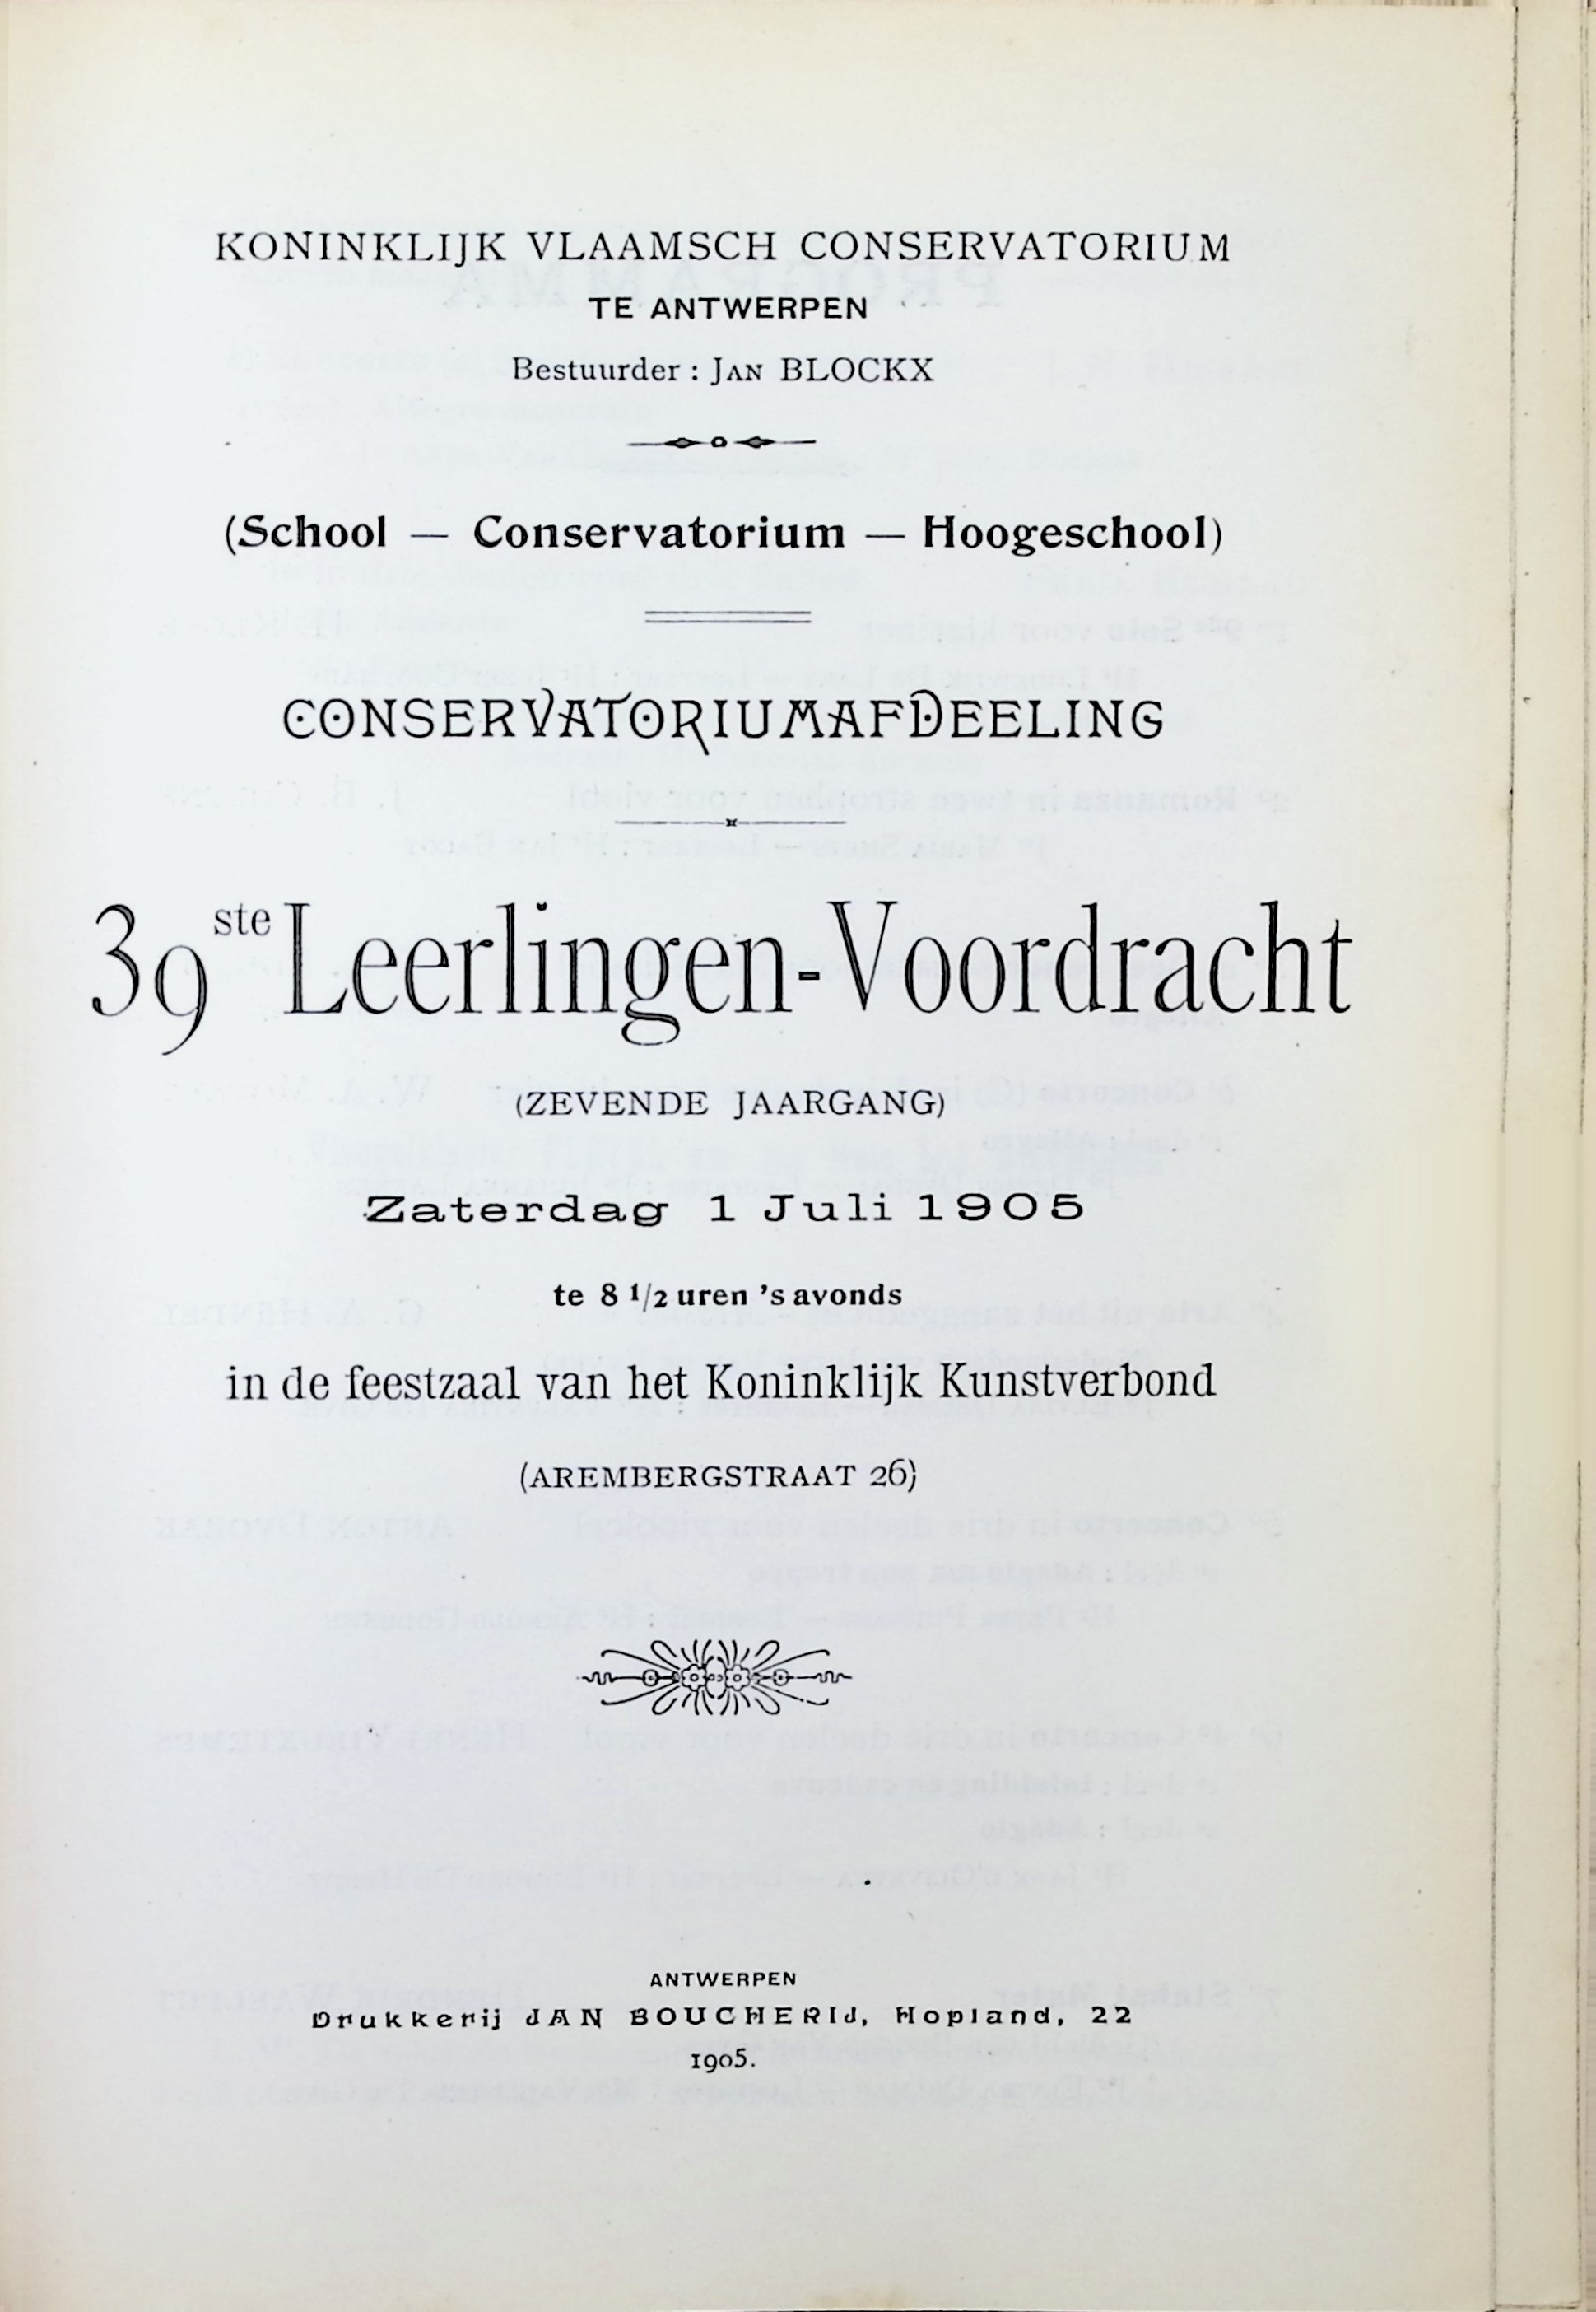 KONINKLIJK VLAAMSCH CONSERVATORIUM
TE ANTWERPEN
Bestuurder : JAN BLOCKX
(School — Conservatorium — Hoogeschool)
CONSERVATORIUMAFDEELING
39ste Leerlingen-Voordracht
(ZEVENDE JAARGANG)
Zaterdag 1 Juli 1905
te 8 1/2 uren 's avonds
in de feestzaal van het Koninklijk Kunstverbond
(AREMBERGSTRAAT 26)
ANTWERPEN
Drukkerij JAN BOUCHERIJ, Hopland, 22
1905.